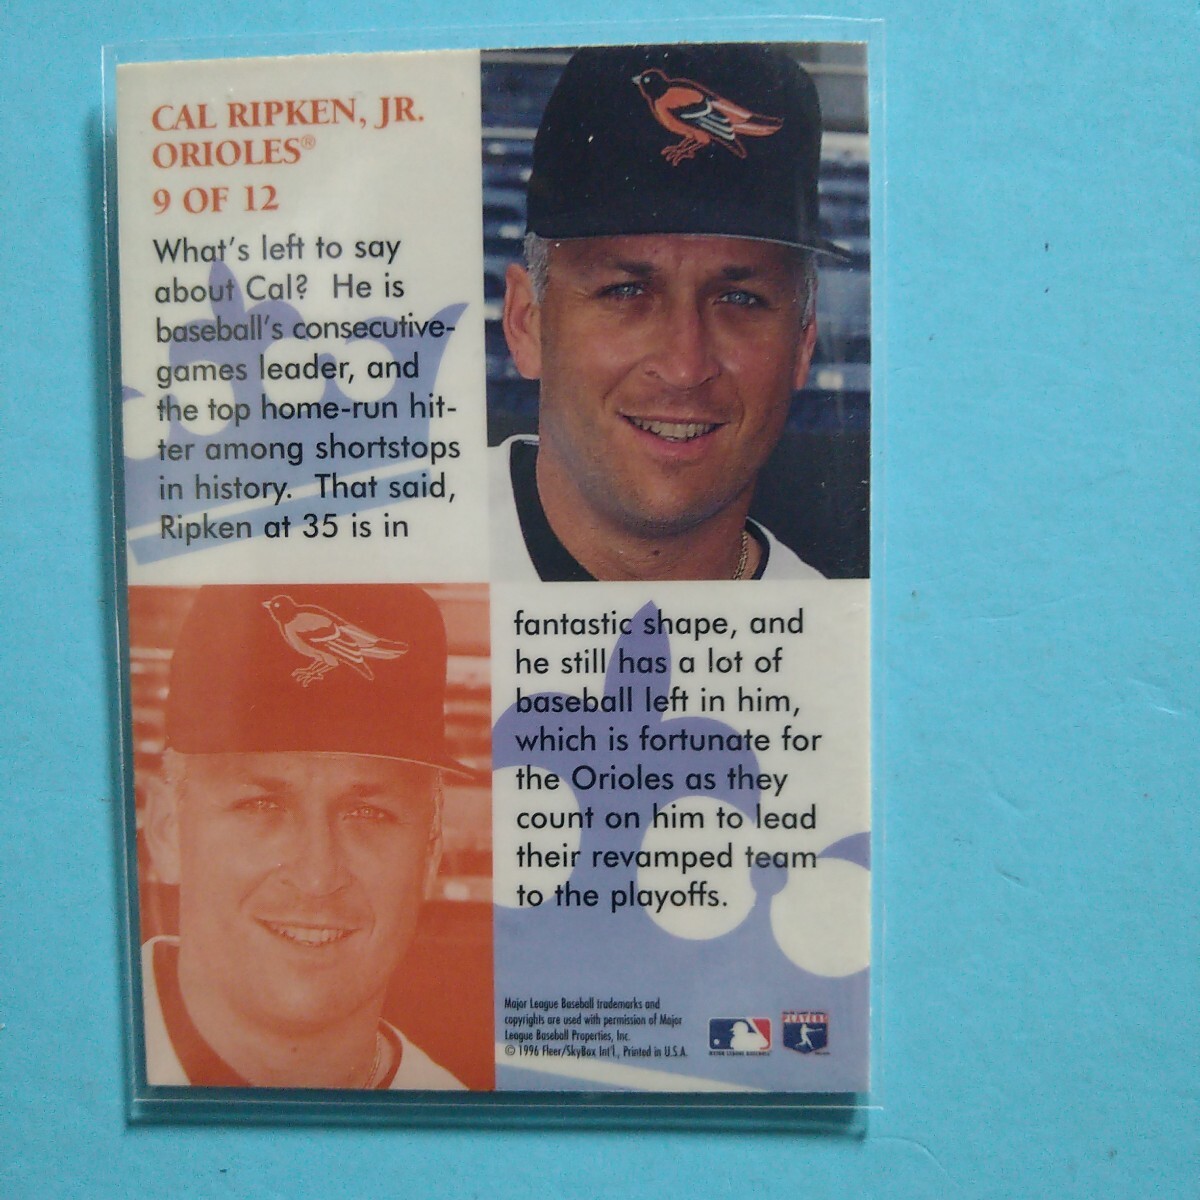 CAL RIPKEN, JR.
ORIOLES®
9 OF 12
What's left to say
about Cal?  He is
baseball's consecutive-
games leader, and
the top home-run hit-
ter among shortstops
in history.  That said,
Ripken at 35 is in
fantastic shape, and
he still has a lot of
baseball left in him,
which is fortunate for
the Orioles as they
count on him to lead
their revamped team
to the playoffs.
Major League Baseball trademarks and
copyrights are used with permission of Major
League Baseball Properties, Inc.
© 1996 Fleer/SkyBox Int'l., Printed in U.S.A.
MAJOR LEAGUE BASEBALL
PLAYERS